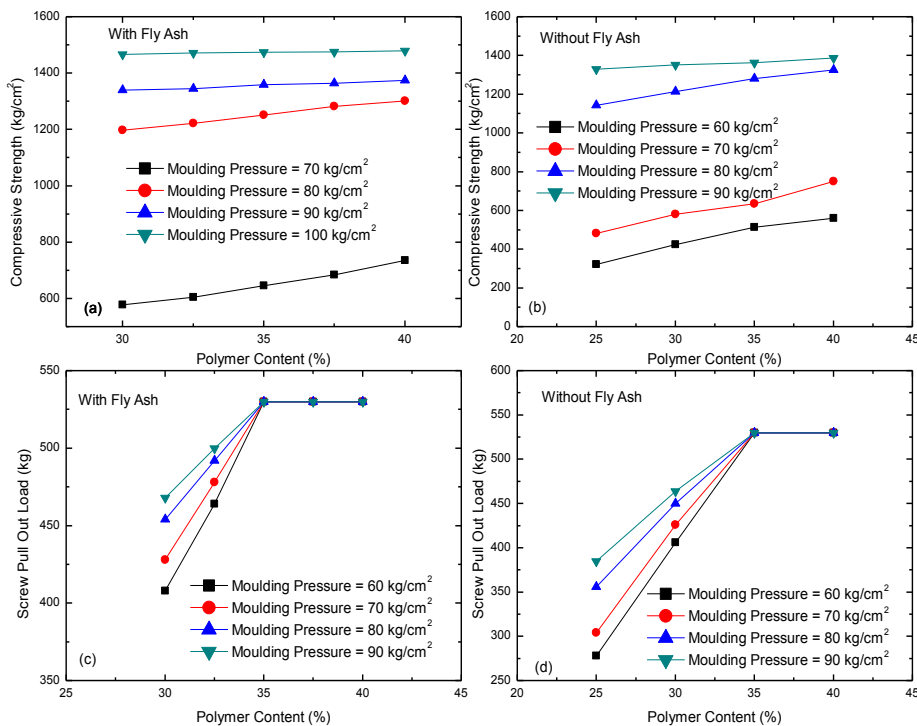 With Fly Ash
1600
1400
1200
1000
800
600
Compressive Strength (kg/cm²)
Moulding Pressure = 70 kg/cm²
Moulding Pressure = 80 kg/cm²
Moulding Pressure = 90 kg/cm²
Moulding Pressure = 100 kg/cm²
(a)
30 35 40
Polymer Content (%)
Without Fly Ash
1600
1400
1200
1000
800
600
400
200
0
Compressive Strength (kg/cm²)
Moulding Pressure = 60 kg/cm²
Moulding Pressure = 70 kg/cm²
Moulding Pressure = 80 kg/cm²
Moulding Pressure = 90 kg/cm²
(b)
20 25 30 35 40 45
Polymer Content (%)
With Fly Ash
550
500
450
400
350
Screw Pull Out Load (kg)
Moulding Pressure = 60 kg/cm²
Moulding Pressure = 70 kg/cm²
Moulding Pressure = 80 kg/cm²
Moulding Pressure = 90 kg/cm²
(c)
25 30 35 40 45
Polymer Content (%)
Without Fly Ash
600
550
500
450
400
350
300
250
Screw Pull Out Load (kg)
Moulding Pressure = 60 kg/cm²
Moulding Pressure = 70 kg/cm²
Moulding Pressure = 80 kg/cm²
Moulding Pressure = 90 kg/cm²
(d)
20 25 30 35 40 45
Polymer Content (%)